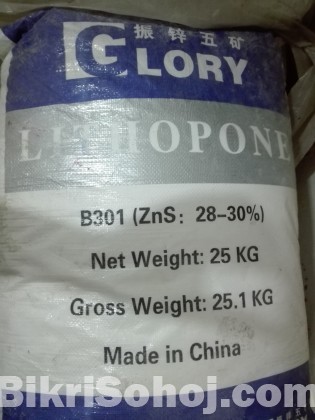 振锌五矿
GLORY
LITHOPONE
B301 (ZnS: 28-30%)
Net Weight: 25 KG
Gross Weight: 25.1 KG
Made in China
BikriSohoj.com